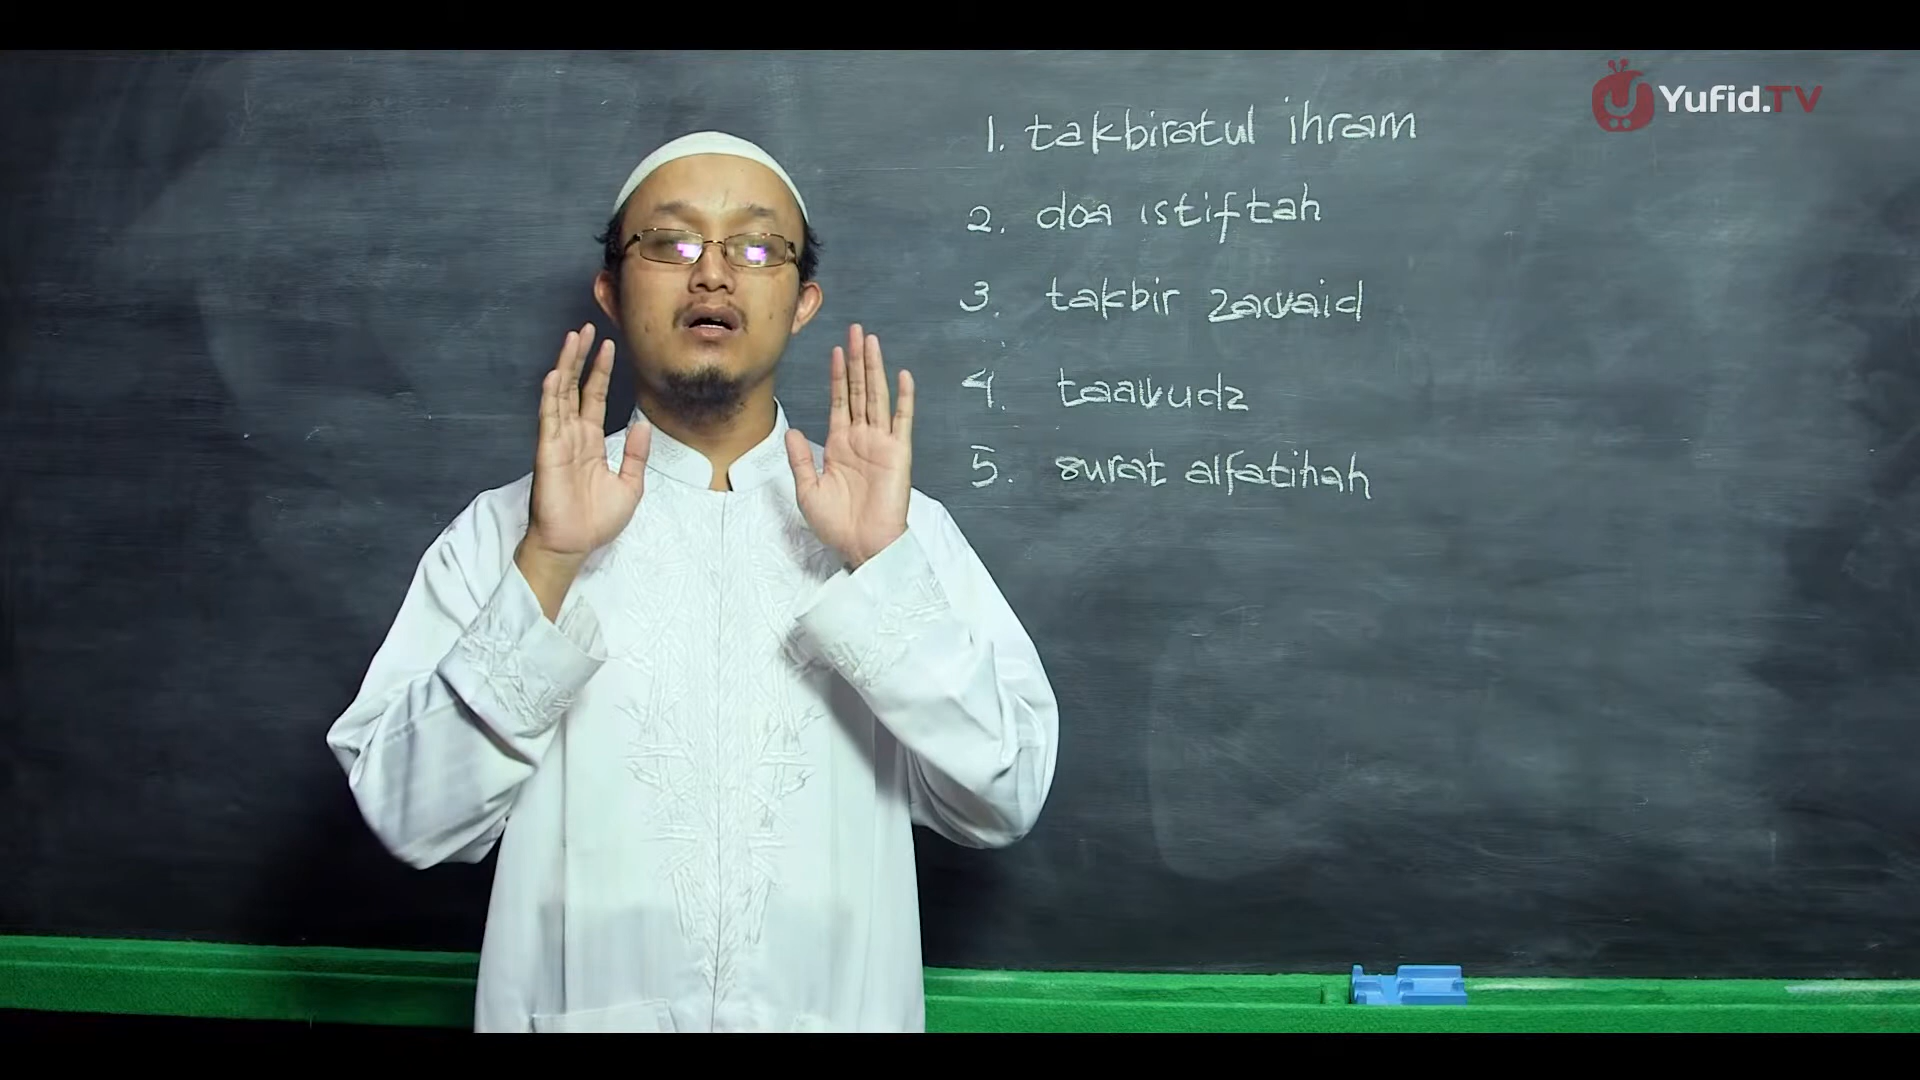 Yufid.TV
1. takbiratul ihram
2. doa istiftah
3. takbir zawaid
4. taawudz
5. surat alfatihah